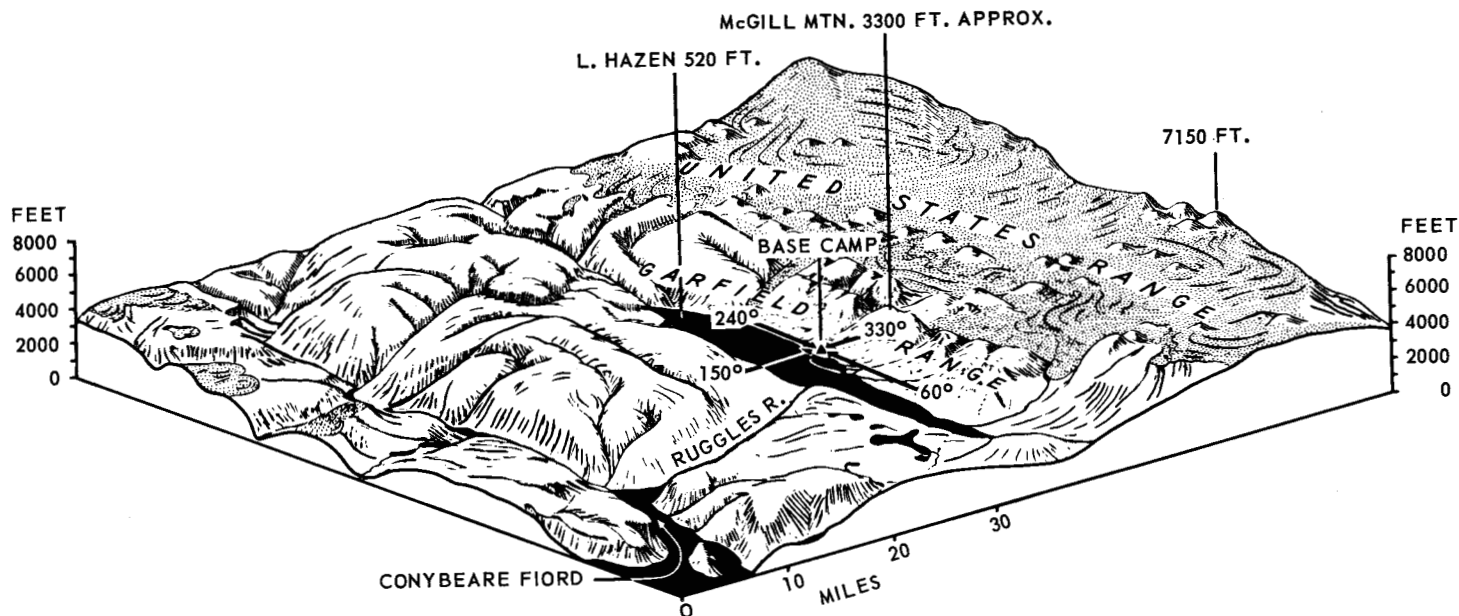 McGILL MTN. 3300 FT. APPROX.
L. HAZEN 520 FT.
7150 FT.
UNITED STATES RANGE
FEET
8000
6000
4000
2000
0
FEET
8000
6000
4000
2000
0
BASE CAMP
GARFILD RANGE
240°
330°
150°
60°
RUGGLES R.
CONYBEARE FIORD
0
10
20
30
MILES